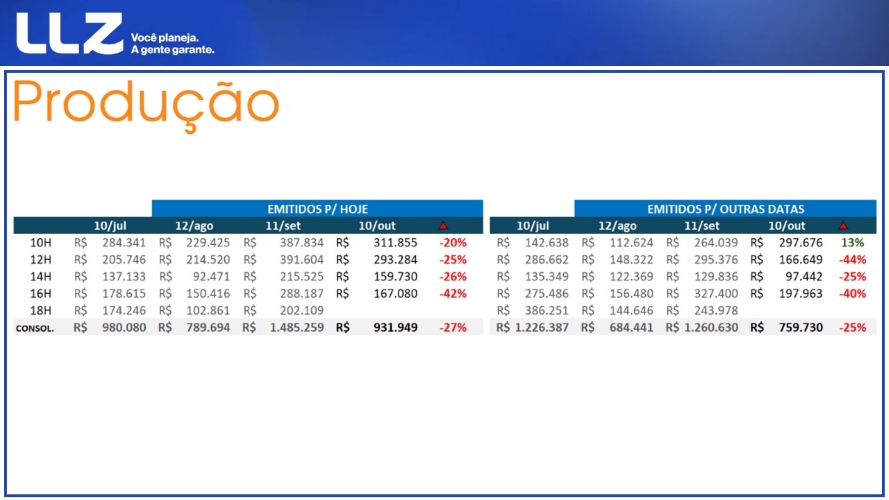 LLZ Você planeja.
A gente garante.
Produção
EMITIDOS P/ HOJE EMITIDOS P/ OUTRAS DATAS
10/jul 12/ago 11/set 10/out 10/jul 12/ago 11/set 10/out
10H R$ 284.341 R$ 229.425 R$ 387.834 R$ 311.855 -20% R$ 142.638 R$ 112.624 R$ 264.039 R$ 297.676 13%
12H R$ 205.746 R$ 214.520 R$ 391.604 R$ 293.284 -25% R$ 286.662 R$ 148.322 R$ 295.376 R$ 166.649 -44%
14H R$ 137.133 R$ 92.471 R$ 215.525 R$ 159.730 -26% R$ 135.349 R$ 122.369 R$ 129.836 R$ 97.442 -25%
16H R$ 178.615 R$ 150.416 R$ 288.187 R$ 167.080 -42% R$ 275.486 R$ 156.480 R$ 327.400 R$ 197.963 -40%
18H R$ 174.246 R$ 102.861 R$ 202.109 R$ 386.251 R$ 144.646 R$ 243.978
CONSOL. R$ 980.080 R$ 789.694 R$ 1.485.259 R$ 931.949 -27% R$ 1.226.387 R$ 684.441 R$ 1.260.630 R$ 759.730 -25%